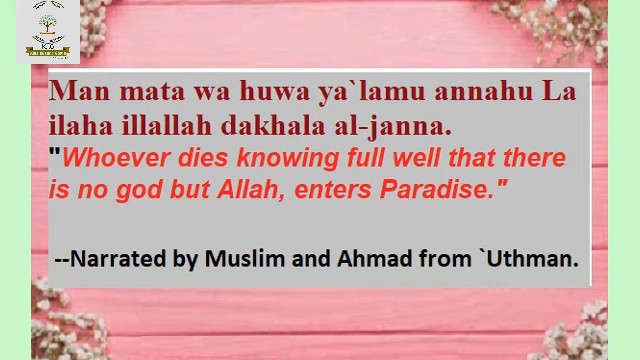 Man mata wa huwa ya`lamu annahu La
ilaha illallah dakhala al-janna.
"Whoever dies knowing full well that there
is no god but Allah, enters Paradise."
--Narrated by Muslim and Ahmad from `Uthman.